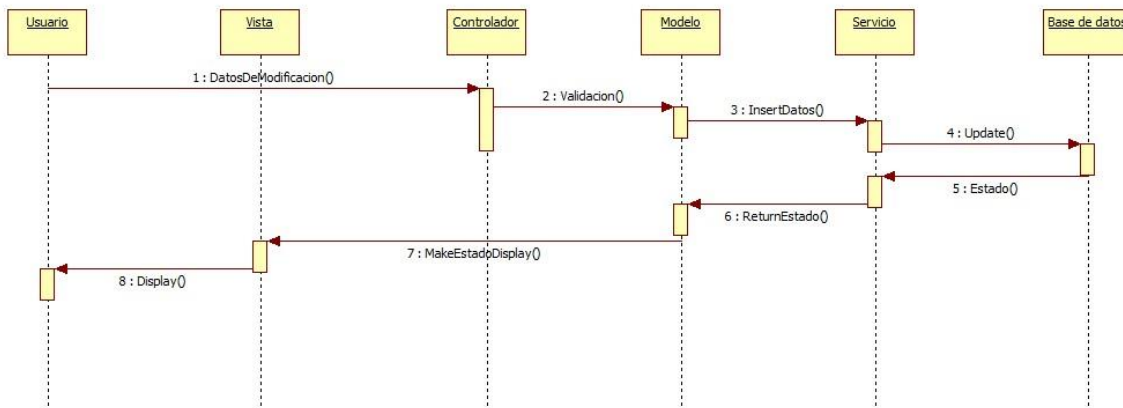 Usuario
Vista
Controlador
Modelo
Servicio
Base de datos
1 : DatosDeModificacion()
2 : Validacion()
3 : InsertDatos()
4 : Update()
5 : Estado()
6 : ReturnEstado()
7 : MakeEstadoDisplay()
8 : Display()